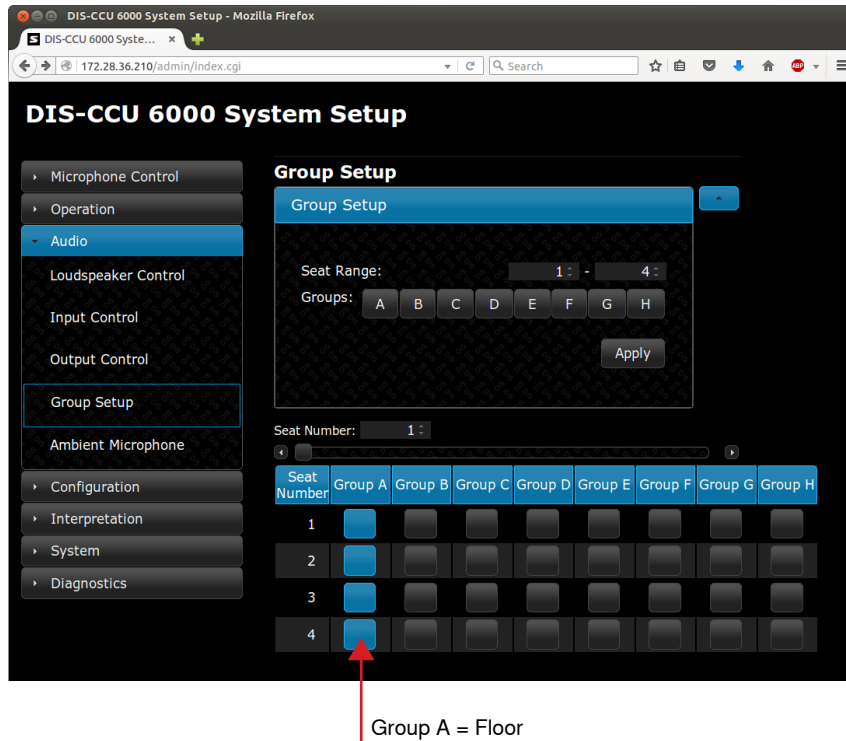 DIS-CCU 6000 System Setup - Mozilla Firefox
DIS-CCU 6000 Syste... ×
172.28.36.210/admin/index.cgi
Search
ABP
DIS-CCU 6000 System Setup
Microphone Control
Operation
Audio
Loudspeaker Control
Input Control
Output Control
Group Setup
Ambient Microphone
Configuration
Interpretation
System
Diagnostics
Group Setup
Group Setup
Seat Range: 1 - 4
Groups: A B C D E F G H
Apply
Seat Number: 1
Seat Number Group A Group B Group C Group D Group E Group F Group G Group H
1
2
3
4
Group A = Floor